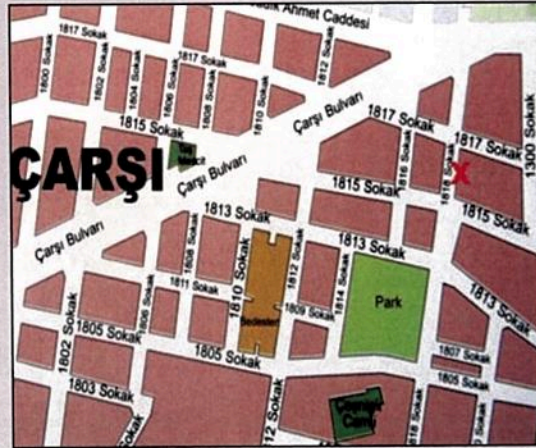 Ahmet Caddesi
1817 Sokak
1817 Sokak
1800 Sokak
1802 Sokak
1804 Sokak
1806 Sokak
1808 Sokak
1810 Sokak
1812 Sokak
1815 Sokak
Çarşı Bulvarı
1817 Sokak
1817 Sokak
1816 Sokak
1818 Sokak
X
1300 Sokak
ÇARŞI
Çarşı Bulvarı
1815 Sokak
1815 Sokak
Çarşı Bulvarı
1813 Sokak
1808 Sokak
1810 Sokak
1812 Sokak
1813 Sokak
1814 Sokak
1813 Sokak
1811 Sokak
1806 Sokak
Bedesten
1809 Sokak
Park
1802 Sokak
1805 Sokak
1805 Sokak
1807 Sokak
1805 Sokak
1803 Sokak
Sokak
12 Sokak
Sokak